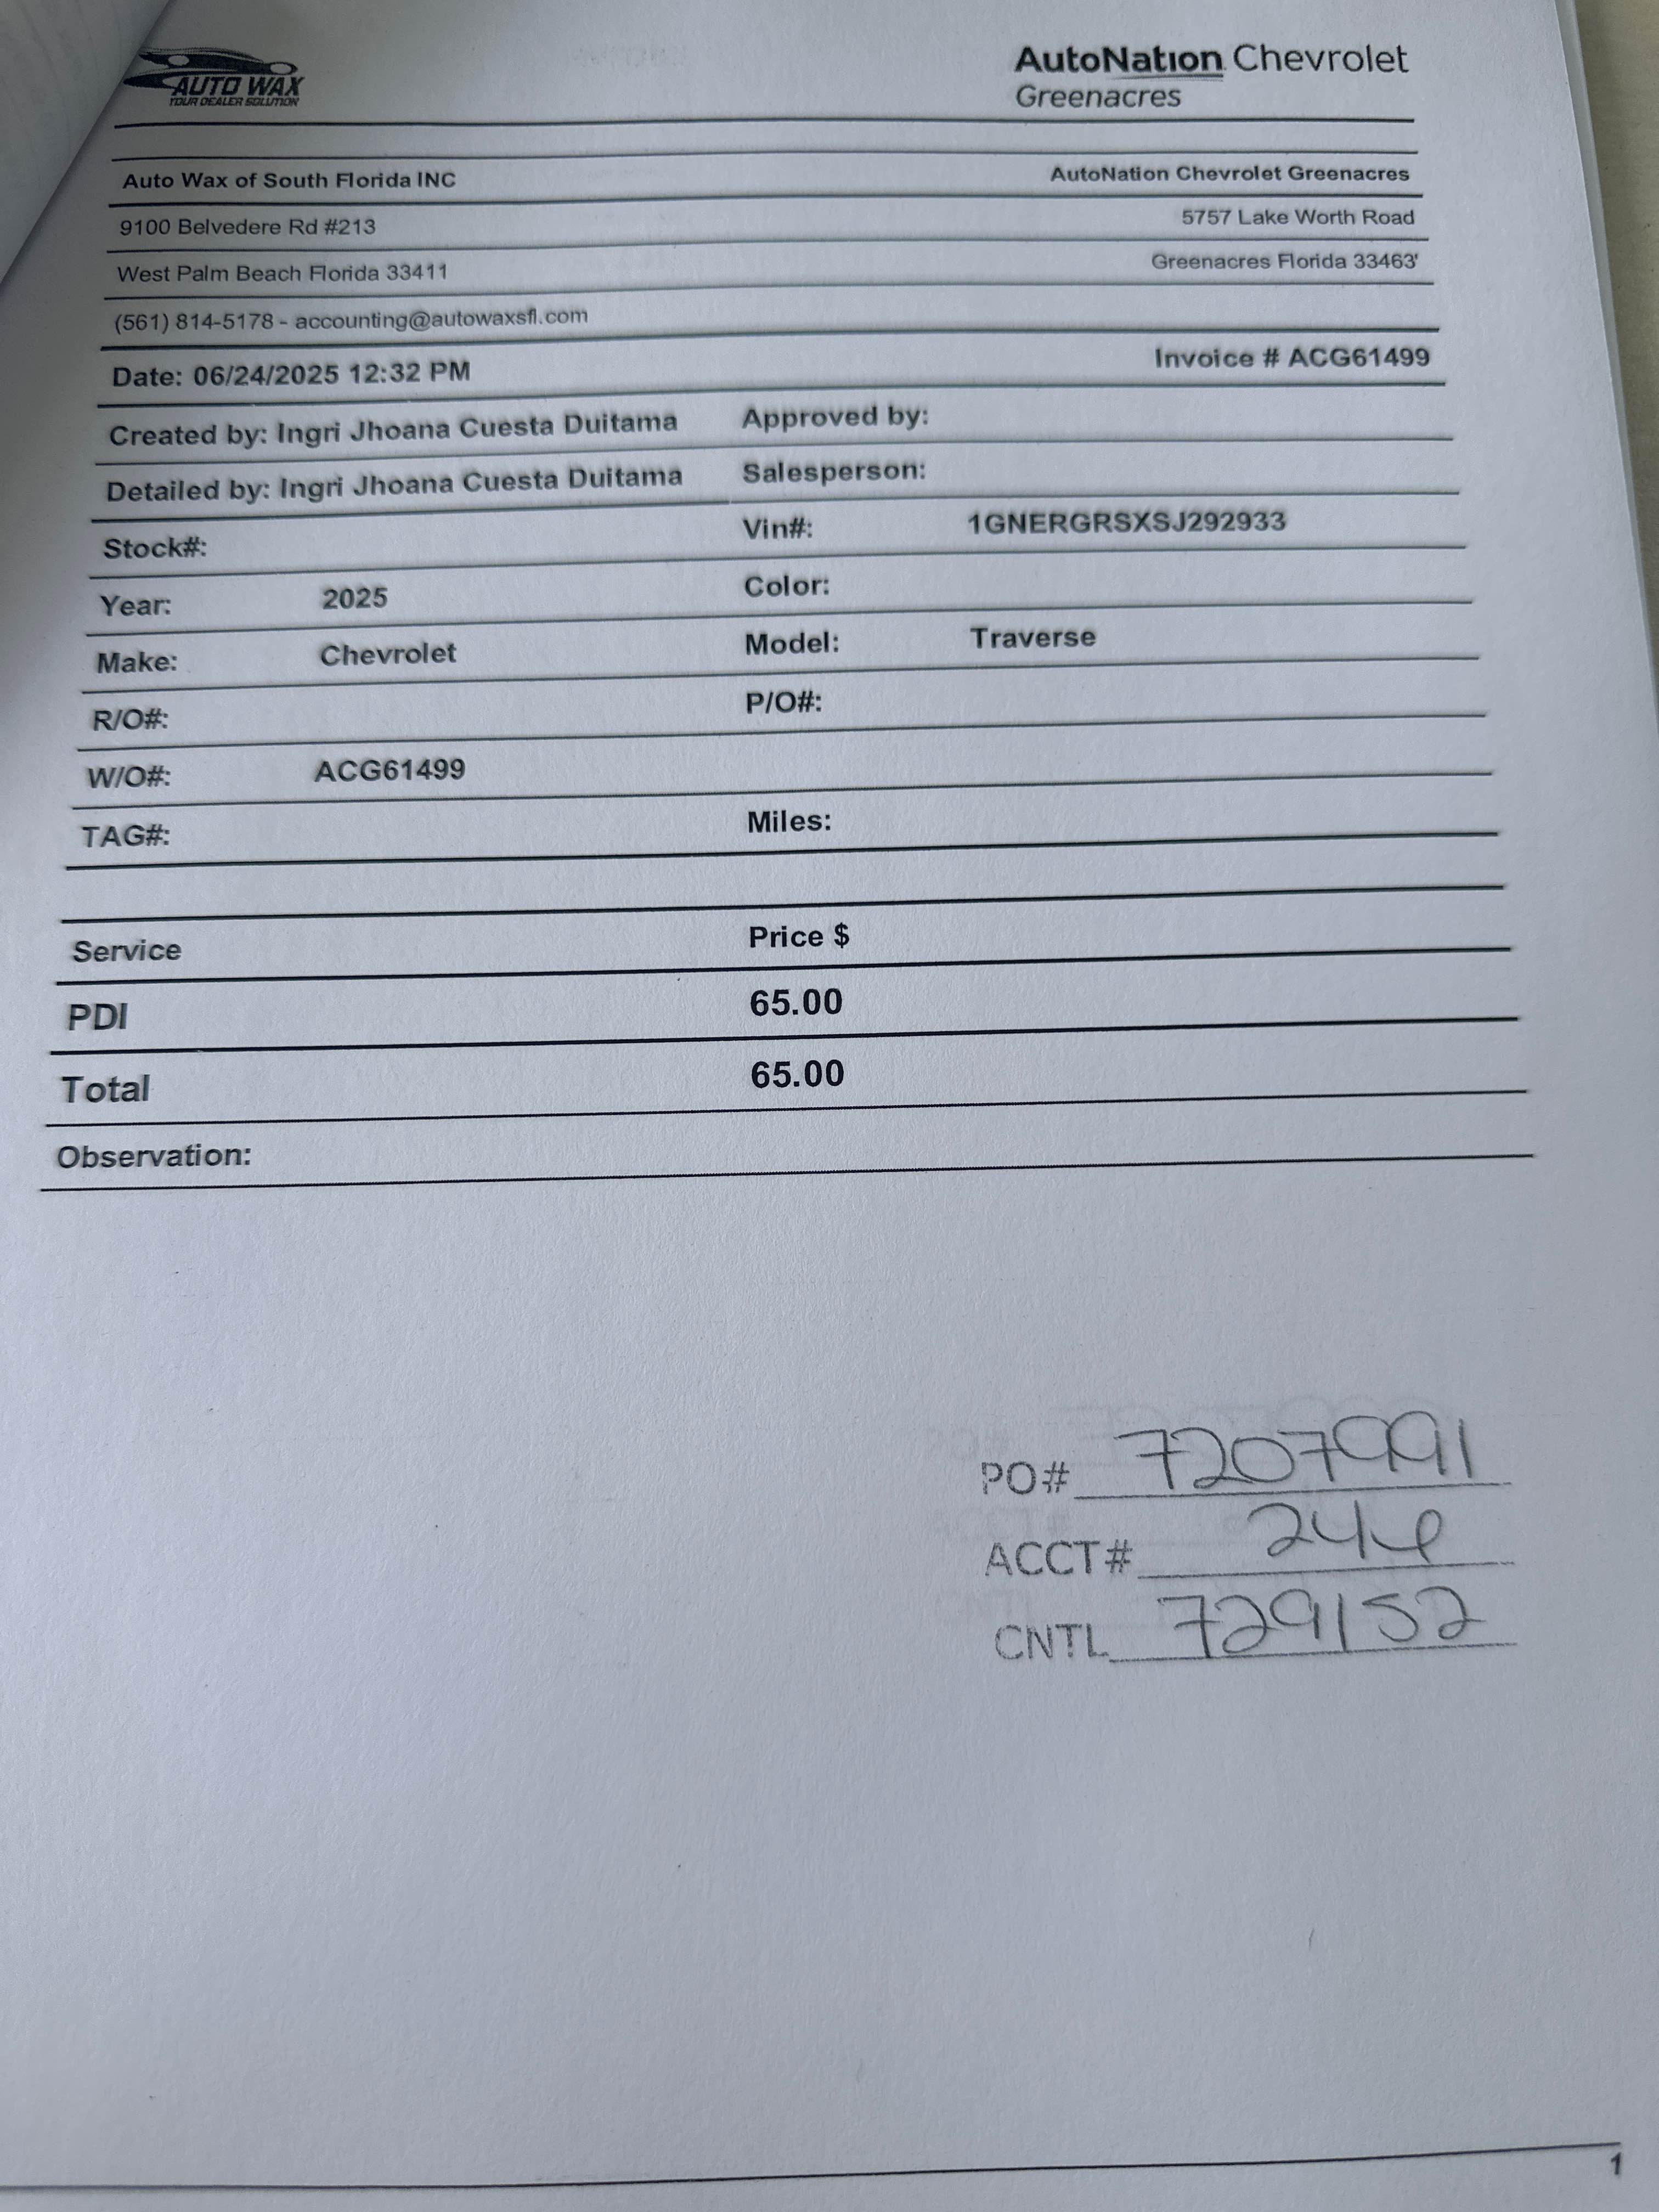 AUTO WAX
YOUR DEALER SOLUTION
AutoNation Chevrolet
Greenacres
Auto Wax of South Florida INC
AutoNation Chevrolet Greenacres
9100 Belvedere Rd #213
5757 Lake Worth Road
West Palm Beach Florida 33411
Greenacres Florida 33463'
(561) 814-5178 - accounting@autowaxsfl.com
Date: 06/24/2025 12:32 PM
Invoice # ACG61499
Created by: Ingri Jhoana Cuesta Duitama Approved by:
Detailed by: Ingri Jhoana Cuesta Duitama Salesperson:
Stock#: Vin#: 1GNERGRSXSJ292933
Year: 2025 Color:
Make: Chevrolet Model: Traverse
R/O#: P/O#:
W/O#: ACG61499
TAG#: Miles:
Service Price $
PDI 65.00
Total 65.00
Observation:
PO# 7207991
ACCT# 246
CNTL 729152
1